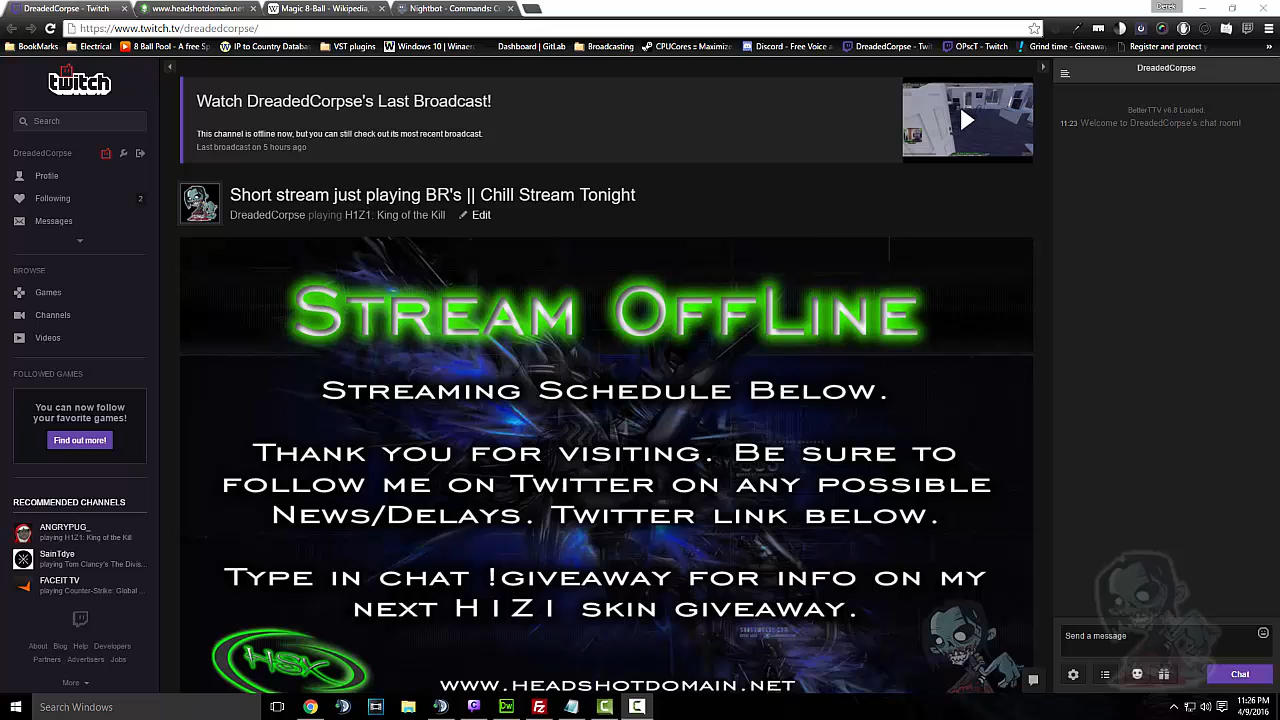 DreadedCorpse - Twitch
www.headshotdomain.net
Magic 8-Ball - Wikipedia,
Nightbot - Commands: C
Derek
https://www.twitch.tv/dreadedcorpse/
BookMarks
Electrical
8 Ball Pool - A free Sp
IP to Country Databas
VST plugins
Windows 10 | Winaer
Dashboard | GitLab
Broadcasting
CPUCores = Maximize
Discord - Free Voice a
DreadedCorpse - Twit
OPscT - Twitch
Grind time - Giveaway
Register and protect y
twitch
Search
DreadedCorpse
Profile
Following
2
Messages
BROWSE
Games
Channels
Videos
FOLLOWED GAMES
You can now follow
your favorite games!
Find out more!
RECOMMENDED CHANNELS
ANGRYPUG_
playing H1Z1: King of the Kill
SainTdye
playing Tom Clancy's The Divis...
FACEIT TV
playing Counter-Strike: Global ...
About Blog Help Developers
Partners Advertisers Jobs
More
Watch DreadedCorpse's Last Broadcast!
This channel is offline now, but you can still check out its most recent broadcast.
Last broadcast on 5 hours ago
Short stream just playing BR's || Chill Stream Tonight
DreadedCorpse playing H1Z1: King of the Kill
Edit
Stream OffLine
Streaming Schedule Below.
Thank you for visiting. Be sure to
follow me on Twitter on any possible
News/Delays. Twitter link below.
Type in chat !giveaway for info on my
next H1Z1 skin giveaway.
HSK
www.headshotdomain.net
DreadedCorpse
BetterTTV v6.8 Loaded.
11:23 Welcome to DreadedCorpse's chat room!
Send a message
Chat
Search Windows
11:26 PM
4/9/2016